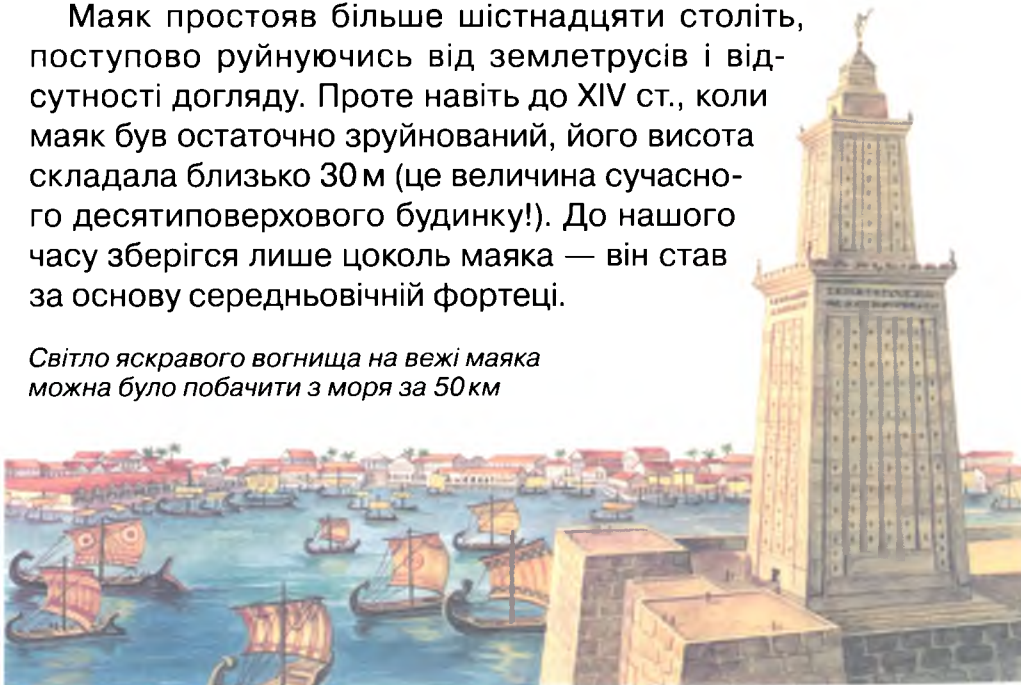 Маяк простояв більше шістнадцяти століть,
поступово руйнуючись від землетрусів і від-
сутності догляду. Проте навіть до XIV ст., коли
маяк був остаточно зруйнований, його висота
складала близько 30 м (це величина сучасно-
го десятиповерхового будинку!). До нашого
часу зберігся лише цоколь маяка — він став
за основу середньовічній фортеці.
Світло яскравого вогнища на вежі маяка
можна було побачити з моря за 50 км